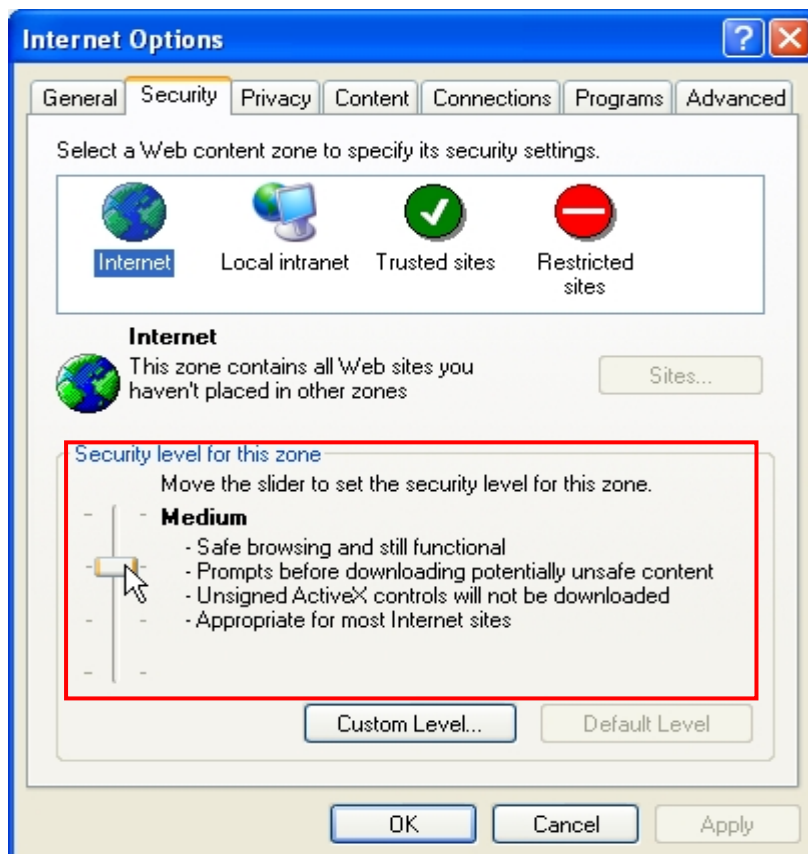 Internet Options
General Security Privacy Content Connections Programs Advanced
Select a Web content zone to specify its security settings.
Internet Local intranet Trusted sites Restricted
sites
Internet
This zone contains all Web sites you
haven't placed in other zones
Sites...
Security level for this zone
Move the slider to set the security level for this zone.
Medium
- Safe browsing and still functional
- Prompts before downloading potentially unsafe content
- Unsigned ActiveX controls will not be downloaded
- Appropriate for most Internet sites
Custom Level... Default Level
OK Cancel Apply